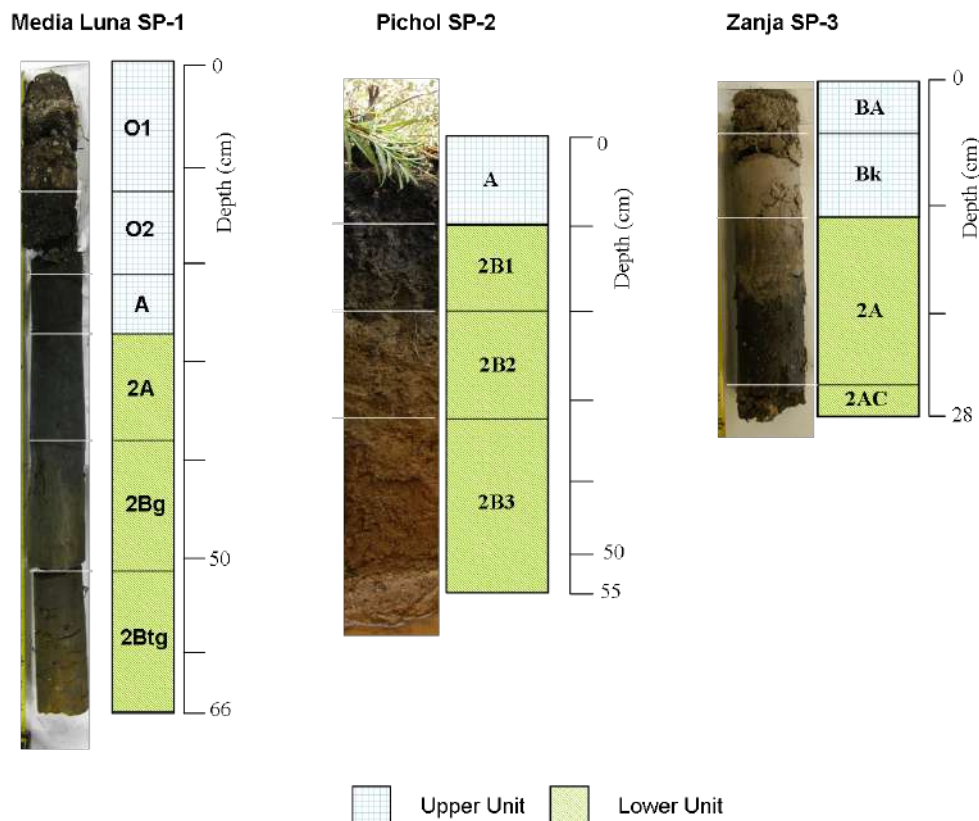 Media Luna SP-1
O1
O2
A
2A
2Bg
2Btg
0
50
66
Depth (cm)
Pichol SP-2
A
2B1
2B2
2B3
0
50
55
Depth (cm)
Zanja SP-3
BA
Bk
2A
2AC
0
28
Depth (cm)
Upper Unit
Lower Unit